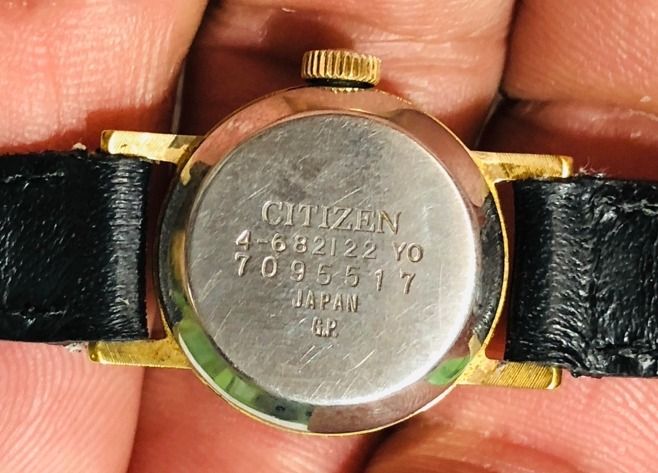 CITIZEN
4-682122 YO
7095517
JAPAN
G.P.